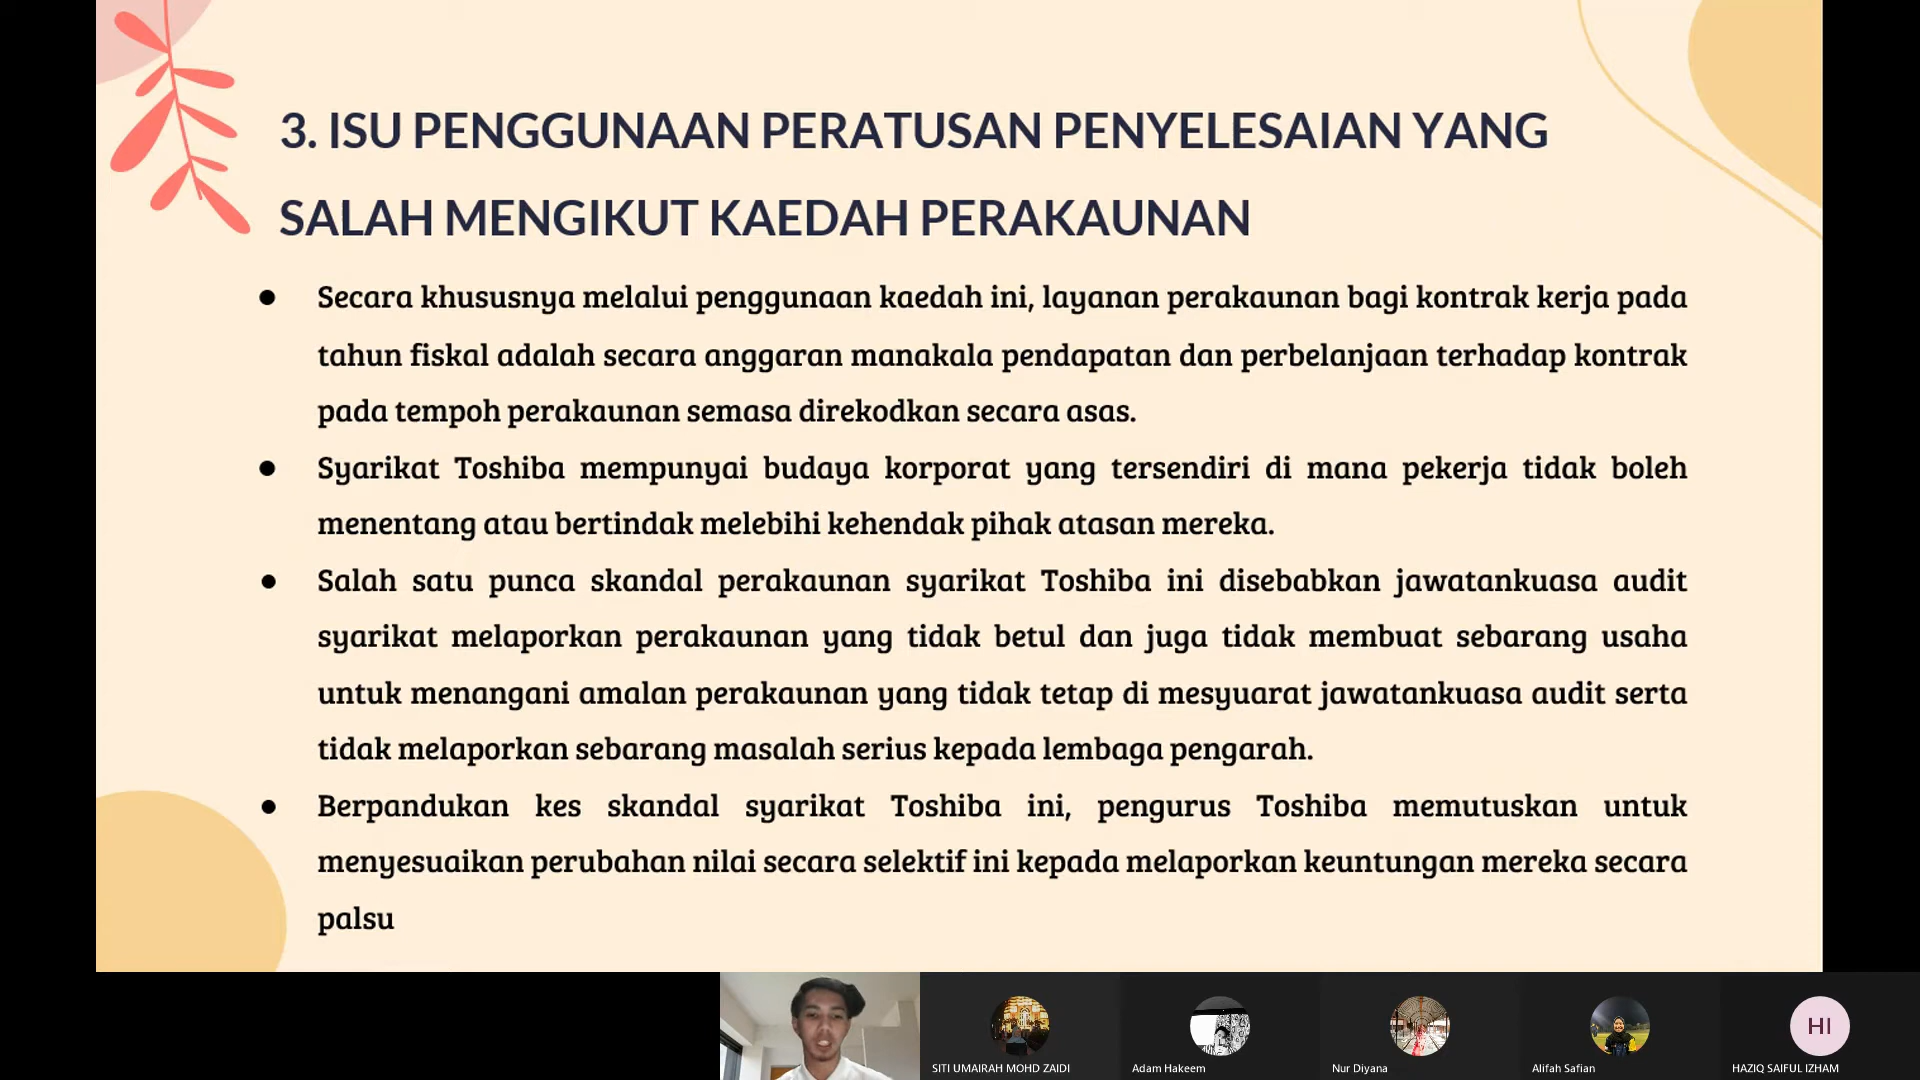 3. ISU PENGGUNAAN PERATUSAN PENYELESAIAN YANG
SALAH MENGIKUT KAEDAH PERAKAUNAN
● Secara khususnya melalui penggunaan kaedah ini, layanan perakaunan bagi kontrak kerja pada
tahun fiskal adalah secara anggaran manakala pendapatan dan perbelanjaan terhadap kontrak
pada tempoh perakaunan semasa direkodkan secara asas.
● Syarikat Toshiba mempunyai budaya korporat yang tersendiri di mana pekerja tidak boleh
menentang atau bertindak melebihi kehendak pihak atasan mereka.
● Salah satu punca skandal perakaunan syarikat Toshiba ini disebabkan jawatankuasa audit
syarikat melaporkan perakaunan yang tidak betul dan juga tidak membuat sebarang usaha
untuk menangani amalan perakaunan yang tidak tetap di mesyuarat jawatankuasa audit serta
tidak melaporkan sebarang masalah serius kepada lembaga pengarah.
● Berpandukan kes skandal syarikat Toshiba ini, pengurus Toshiba memutuskan untuk
menyesuaikan perubahan nilai secara selektif ini kepada melaporkan keuntungan mereka secara
palsu
HI
SITI UMAIRAH MOHD ZAIDI
Adam Hakeem
Nur Diyana
Alifah Safian
HAZIQ SAIFUL IZHAM